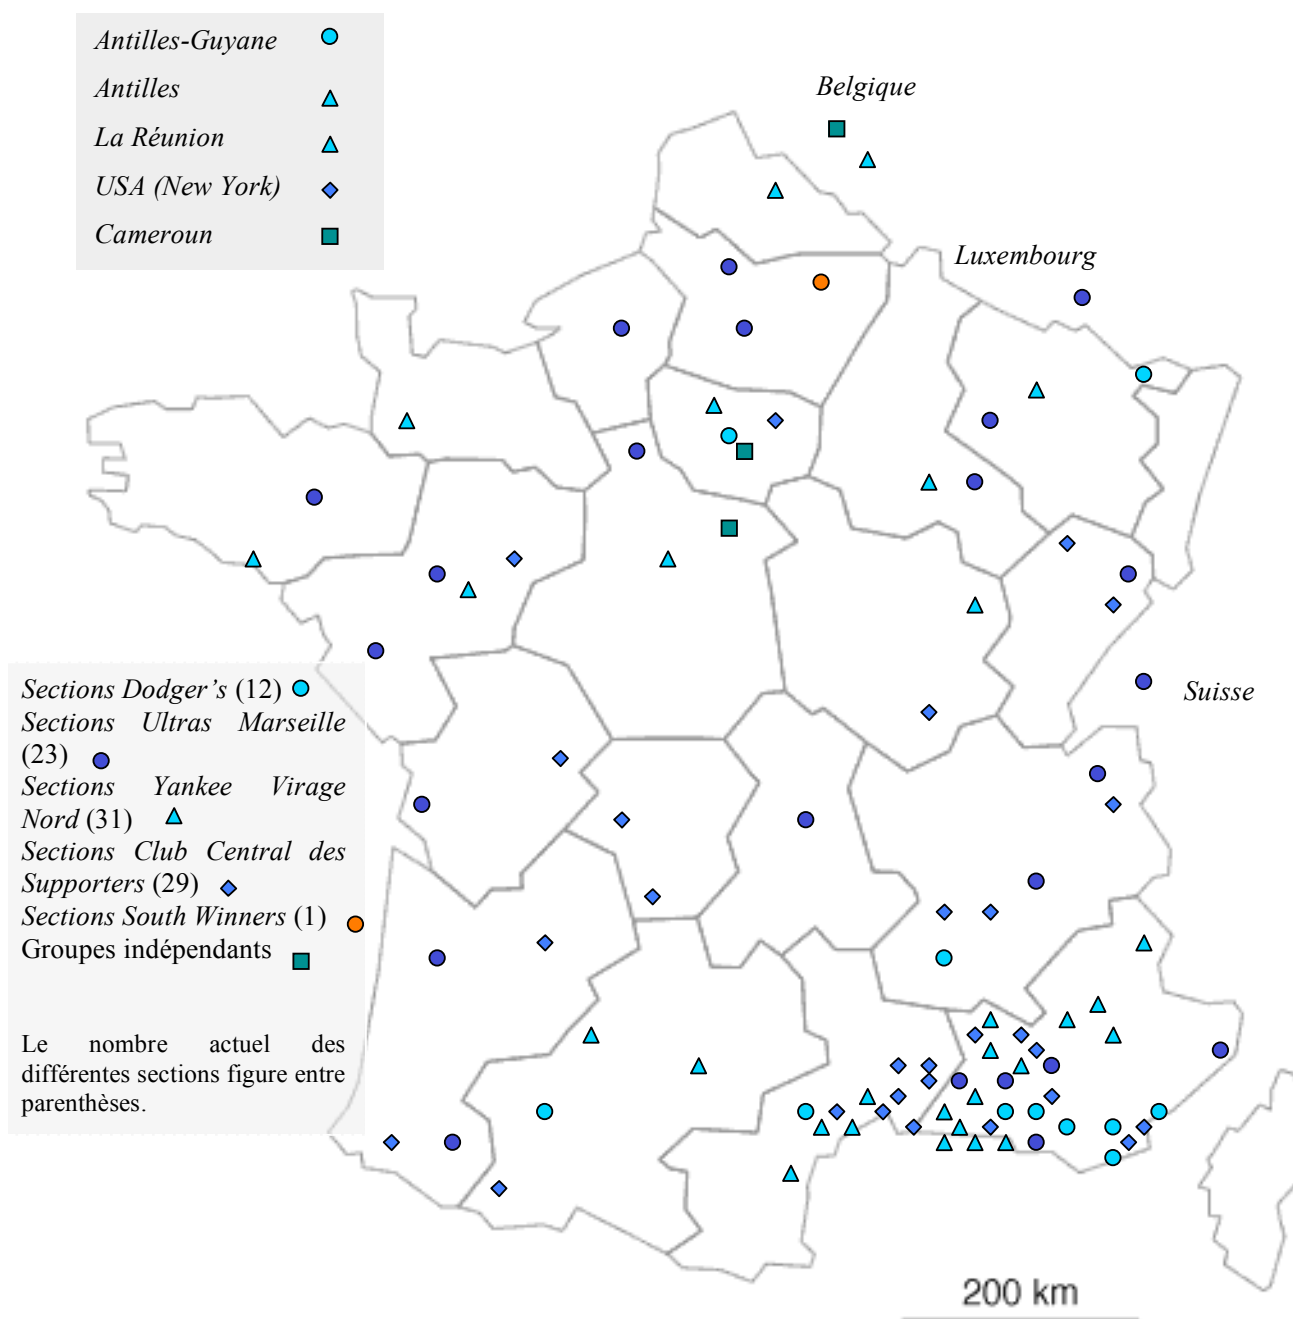 Antilles-Guyane
Antilles
La Réunion
USA (New York)
Cameroun
Belgique
Luxembourg
Suisse
Sections Dodger’s (12)
Sections Ultras Marseille
(23)
Sections Yankee Virage
Nord (31)
Sections Club Central des
Supporters (29)
Sections South Winners (1)
Groupes indépendants
Le nombre actuel des
différentes sections figure entre
parenthèses.
200 km